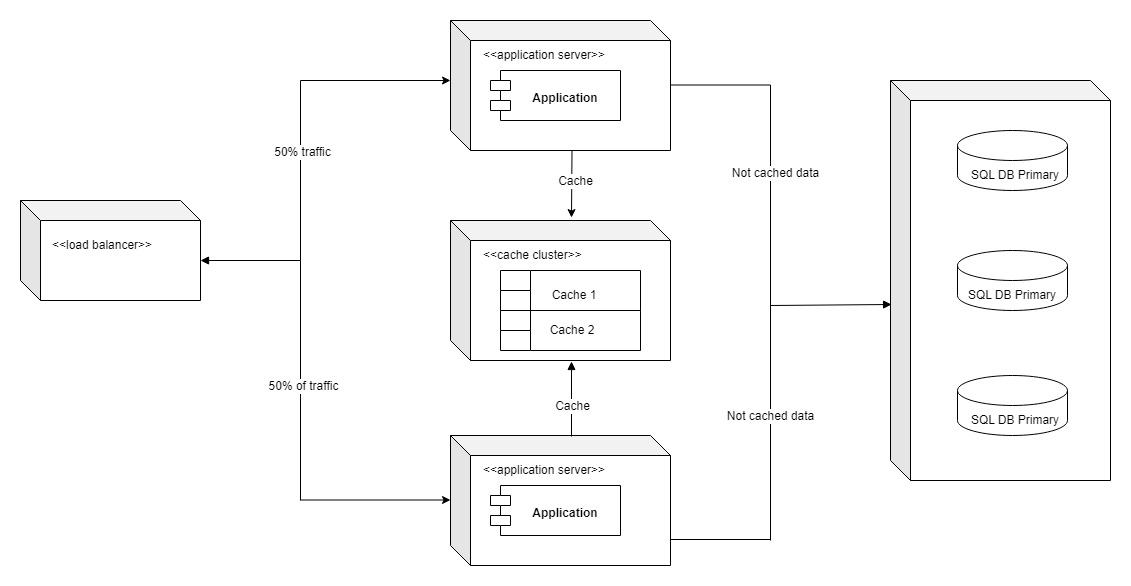 <<load balancer>>
50% traffic
50% of traffic
<<application server>>
Application
Cache
<<cache cluster>>
Cache 1
Cache 2
Cache
<<application server>>
Application
Not cached data
Not cached data
SQL DB Primary
SQL DB Primary
SQL DB Primary